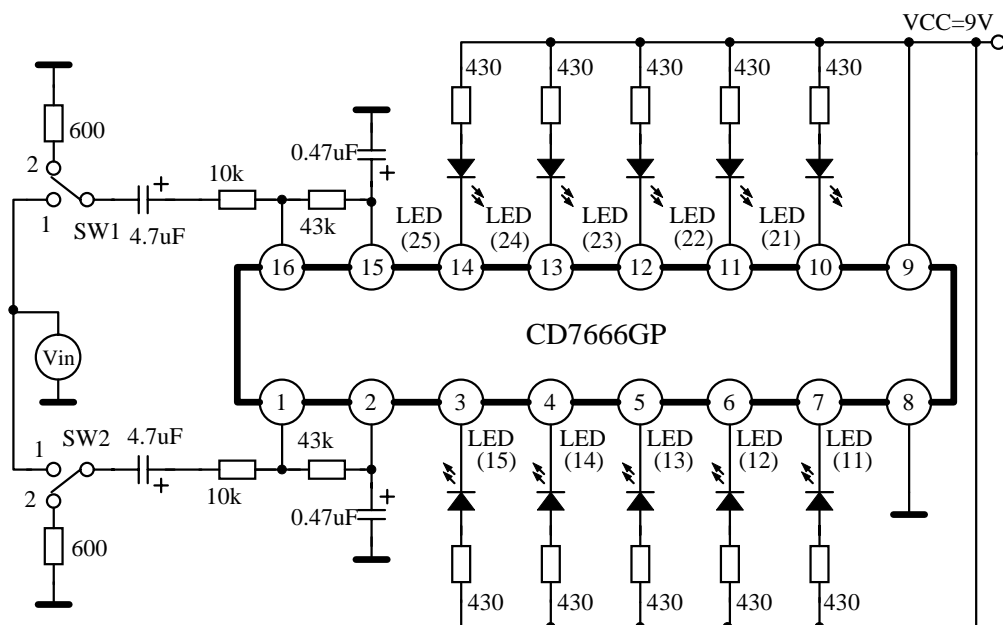 VCC=9V
430 430 430 430 430
600
0.47uF
2
10k
1
SW1
4.7uF
43k
LED LED LED LED LED
(25) (24) (23) (22) (21)
16 15 14 13 12 11 10 9
CD7666GP
Vin
1 2 3 4 5 6 7 8
SW2
4.7uF
43k
LED LED LED LED LED
(15) (14) (13) (12) (11)
1
2
10k
0.47uF
600
430 430 430 430 430